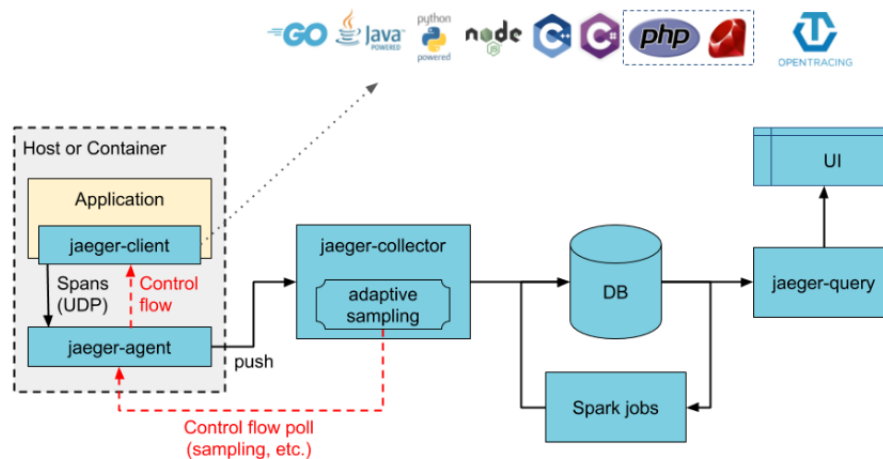 GO
Java
POWERED
python
powered
node
JS
C++
C#
php
OPENTRACING
Host or Container
Application
jaeger-client
Spans
(UDP)
Control
flow
jaeger-agent
push
jaeger-collector
adaptive
sampling
Control flow poll
(sampling, etc.)
DB
Spark jobs
UI
jaeger-query